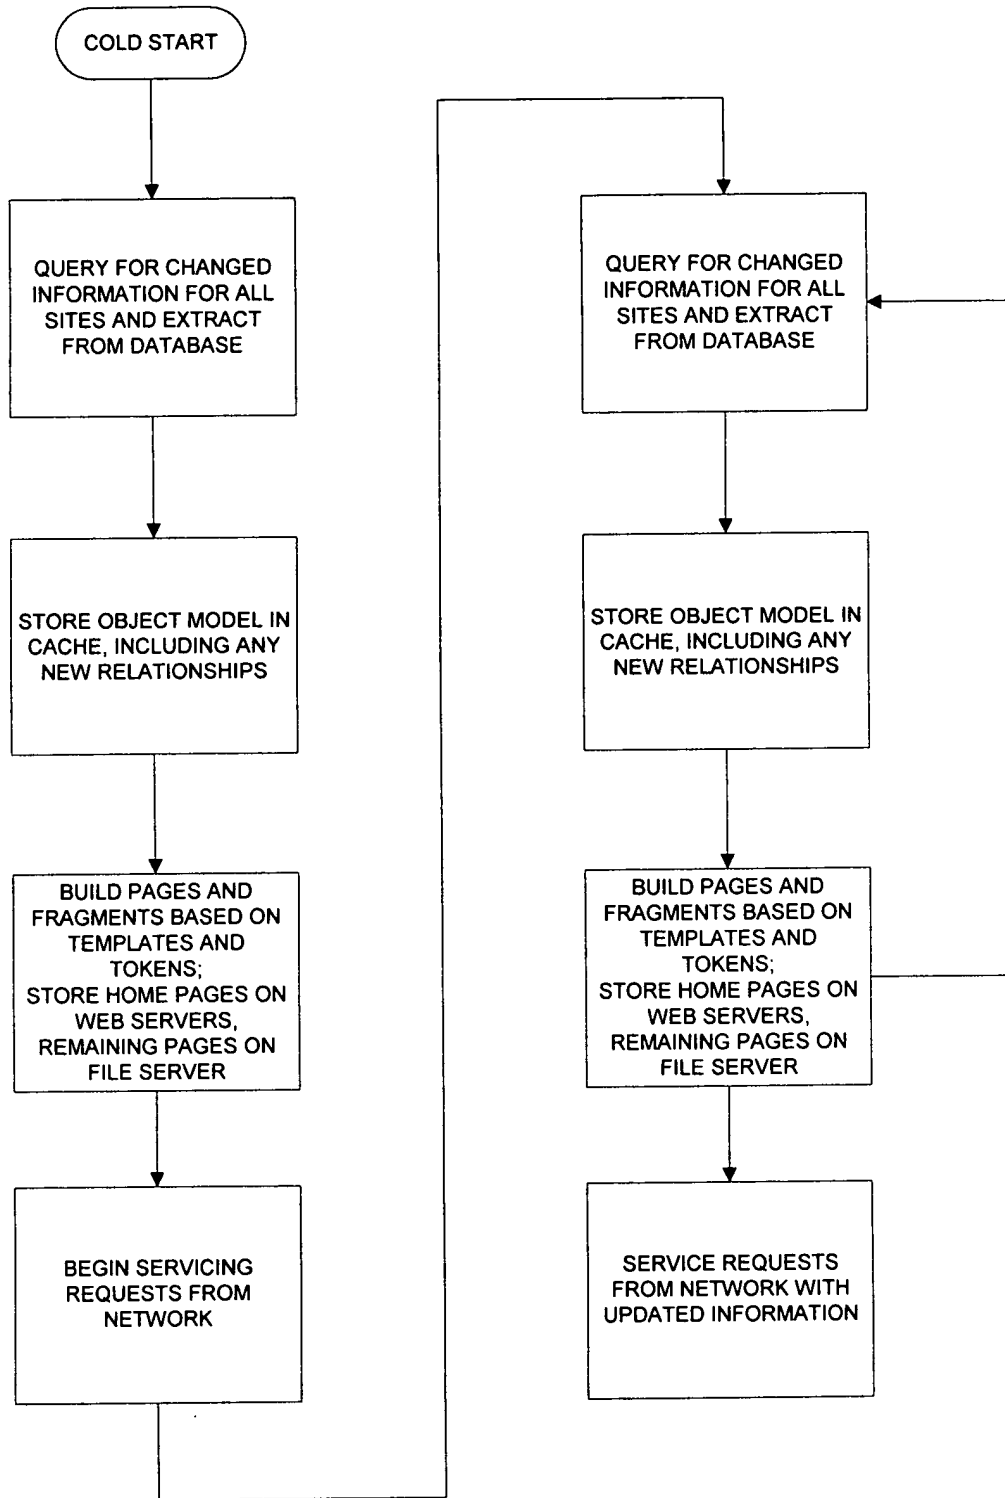 COLD START
QUERY FOR CHANGED
INFORMATION FOR ALL
SITES AND EXTRACT
FROM DATABASE
STORE OBJECT MODEL IN
CACHE, INCLUDING ANY
NEW RELATIONSHIPS
BUILD PAGES AND
FRAGMENTS BASED ON
TEMPLATES AND
TOKENS;
STORE HOME PAGES ON
WEB SERVERS,
REMAINING PAGES ON
FILE SERVER
BEGIN SERVICING
REQUESTS FROM
NETWORK
QUERY FOR CHANGED
INFORMATION FOR ALL
SITES AND EXTRACT
FROM DATABASE
STORE OBJECT MODEL IN
CACHE, INCLUDING ANY
NEW RELATIONSHIPS
BUILD PAGES AND
FRAGMENTS BASED ON
TEMPLATES AND
TOKENS;
STORE HOME PAGES ON
WEB SERVERS,
REMAINING PAGES ON
FILE SERVER
SERVICE REQUESTS
FROM NETWORK WITH
UPDATED INFORMATION